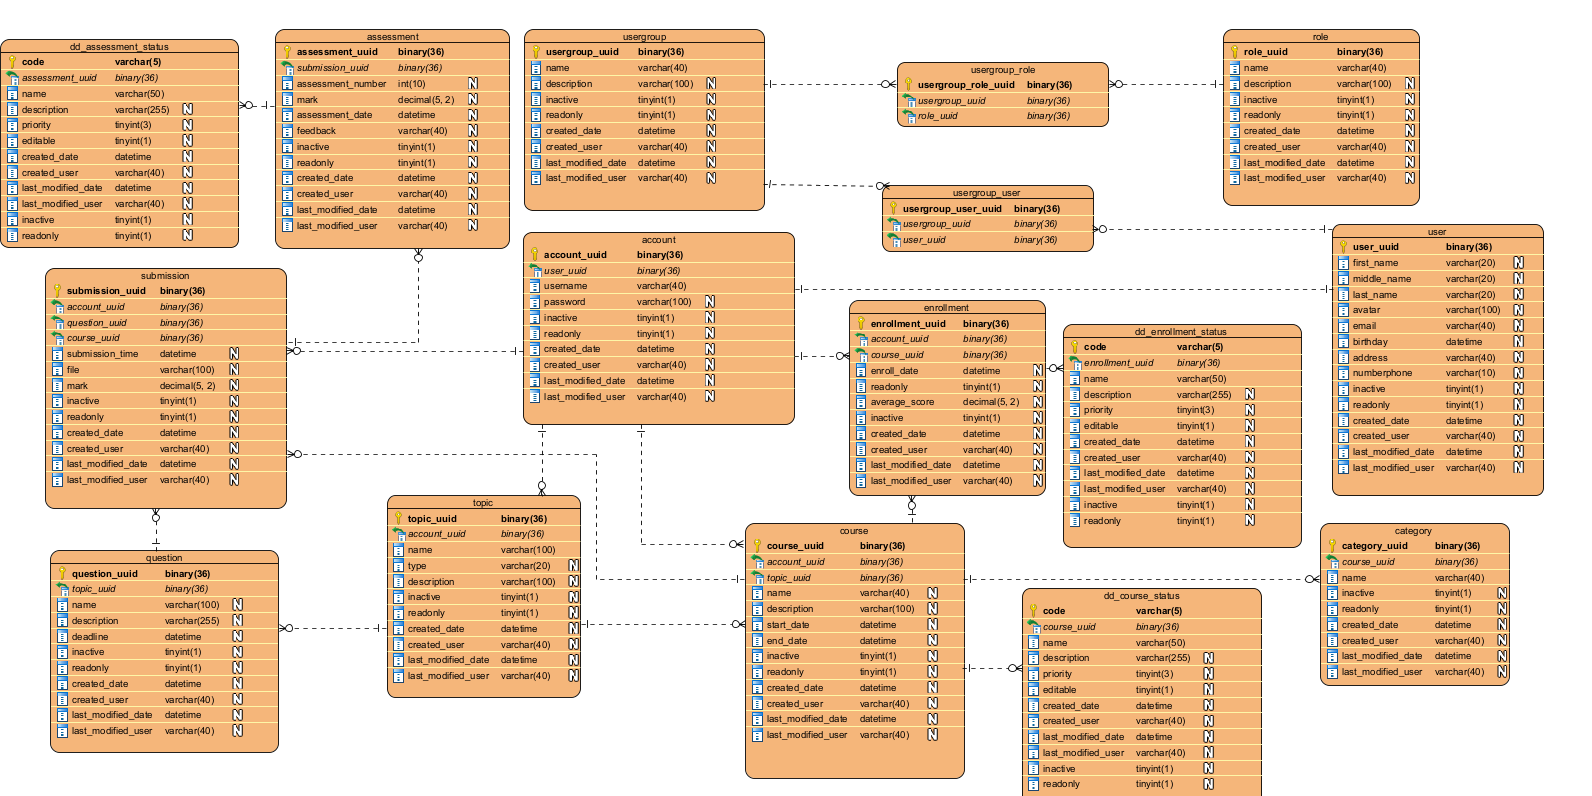 dd_assessment_status
code varchar(5)
assessment_uuid binary(36)
name varchar(50)
description varchar(255) N
priority tinyint(3) N
editable tinyint(1) N
created_date datetime N
created_user varchar(40) N
last_modified_date datetime N
last_modified_user varchar(40) N
inactive tinyint(1) N
readonly tinyint(1) N
assessment
assessment_uuid binary(36)
submission_uuid binary(36)
assessment_number int(10) N
mark decimal(5, 2) N
assessment_date datetime N
feedback varchar(40) N
inactive tinyint(1) N
readonly tinyint(1) N
created_date datetime N
created_user varchar(40) N
last_modified_date datetime N
last_modified_user varchar(40) N
usergroup
usergroup_uuid binary(36)
name varchar(40)
description varchar(100) N
inactive tinyint(1) N
readonly tinyint(1) N
created_date datetime N
created_user varchar(40) N
last_modified_date datetime N
last_modified_user varchar(40) N
usergroup_role
usergroup_role_uuid binary(36)
usergroup_uuid binary(36)
role_uuid binary(36)
role
role_uuid binary(36)
name varchar(40)
description varchar(100) N
inactive tinyint(1) N
readonly tinyint(1) N
created_date datetime N
created_user varchar(40) N
last_modified_date datetime N
last_modified_user varchar(40) N
usergroup_user
usergroup_user_uuid binary(36)
usergroup_uuid binary(36)
user_uuid binary(36)
user
user_uuid binary(36)
first_name varchar(20) N
middle_name varchar(20) N
last_name varchar(20) N
avatar varchar(100) N
email varchar(40) N
birthday datetime N
address varchar(40) N
numberphone varchar(10) N
inactive tinyint(1) N
readonly tinyint(1) N
created_date datetime N
created_user varchar(40) N
last_modified_date datetime N
last_modified_user varchar(40) N
account
account_uuid binary(36)
user_uuid binary(36)
username varchar(40)
password varchar(100) N
inactive tinyint(1) N
readonly tinyint(1) N
created_date datetime N
created_user varchar(40) N
last_modified_date datetime N
last_modified_user varchar(40) N
submission
submission_uuid binary(36)
account_uuid binary(36)
question_uuid binary(36)
course_uuid binary(36)
submission_time datetime N
file varchar(100) N
mark decimal(5, 2) N
inactive tinyint(1) N
readonly tinyint(1) N
created_date datetime N
created_user varchar(40) N
last_modified_date datetime N
last_modified_user varchar(40) N
enrollment
enrollment_uuid binary(36)
account_uuid binary(36)
course_uuid binary(36)
enroll_date datetime N
readonly tinyint(1) N
average_score decimal(5, 2) N
inactive tinyint(1) N
created_date datetime N
created_user varchar(40) N
last_modified_date datetime N
last_modified_user varchar(40) N
dd_enrollment_status
code varchar(5)
enrollment_uuid binary(36)
name varchar(50)
description varchar(255) N
priority tinyint(3) N
editable tinyint(1) N
created_date datetime N
created_user varchar(40) N
last_modified_date datetime N
last_modified_user varchar(40) N
inactive tinyint(1) N
readonly tinyint(1) N
topic
topic_uuid binary(36)
account_uuid binary(36)
name varchar(100)
type varchar(20) N
description varchar(100) N
inactive tinyint(1) N
readonly tinyint(1) N
created_date datetime N
created_user varchar(40) N
last_modified_date datetime N
last_modified_user varchar(40) N
question
question_uuid binary(36)
topic_uuid binary(36)
name varchar(100) N
description varchar(255) N
deadline datetime N
inactive tinyint(1) N
readonly tinyint(1) N
created_date datetime N
created_user varchar(40) N
last_modified_date datetime N
last_modified_user varchar(40) N
course
course_uuid binary(36)
account_uuid binary(36)
topic_uuid binary(36)
name varchar(40) N
description varchar(100) N
start_date datetime N
end_date datetime N
inactive tinyint(1) N
readonly tinyint(1) N
created_date datetime N
created_user varchar(40) N
last_modified_date datetime N
last_modified_user varchar(40) N
category
category_uuid binary(36)
course_uuid binary(36)
name varchar(40)
inactive tinyint(1) N
readonly tinyint(1) N
created_date datetime N
created_user varchar(40) N
last_modified_date datetime N
last_modified_user varchar(40) N
dd_course_status
code varchar(5)
course_uuid binary(36)
name varchar(50)
description varchar(255) N
priority tinyint(3) N
editable tinyint(1) N
created_date datetime N
created_user varchar(40) N
last_modified_date datetime N
last_modified_user varchar(40) N
inactive tinyint(1) N
readonly tinyint(1) N